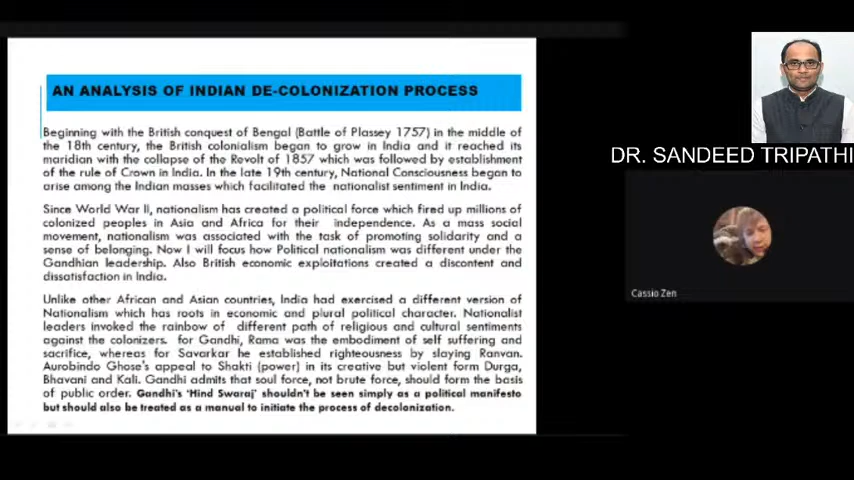 AN ANALYSIS OF INDIAN DE-COLONIZATION PROCESS
Beginning with the British conquest of Bengal (Battle of Plassey 1757) in the middle of
the 18th century, the British colonialism began to grow in India and it reached its
maridian with the collapse of the Revolt of 1857 which was followed by establishment
of the rule of Crown in India. In the late 19th century, National Consciousness began to
arise among the Indian masses which facilitated the nationalist sentiment in India.
Since World War II, nationalism has created a political force which fired up millions of
colonized peoples in Asia and Africa for their independence. As a mass social
movement, nationalism was associated with the task of promoting solidarity and a
sense of belonging. Now I will focus how Political nationalism was different under the
Gandhian leadership. Also British economic exploitations created a discontent and
dissatisfaction in India.
Unlike other African and Asian countries, India had exercised a different version of
Nationalism which has roots in economic and plural political character. Nationalist
leaders invoked the rainbow of different path of religious and cultural sentiments
against the colonizers. for Gandhi, Rama was the embodiment of self suffering and
sacrifice, whereas for Savarkar he established righteousness by slaying Ranvan.
Aurobindo Ghose's appeal to Shakti (power) in its creative but violent form Durga,
Bhavani and Kali. Gandhi admits that soul force, not brute force, should form the basis
of public order. Gandhi's 'Hind Swaraj' shouldn't be seen simply as a political manifesto
but should also be treated as a manual to initiate the process of decolonization.
DR. SANDEED TRIPATHI
Cassio Zen